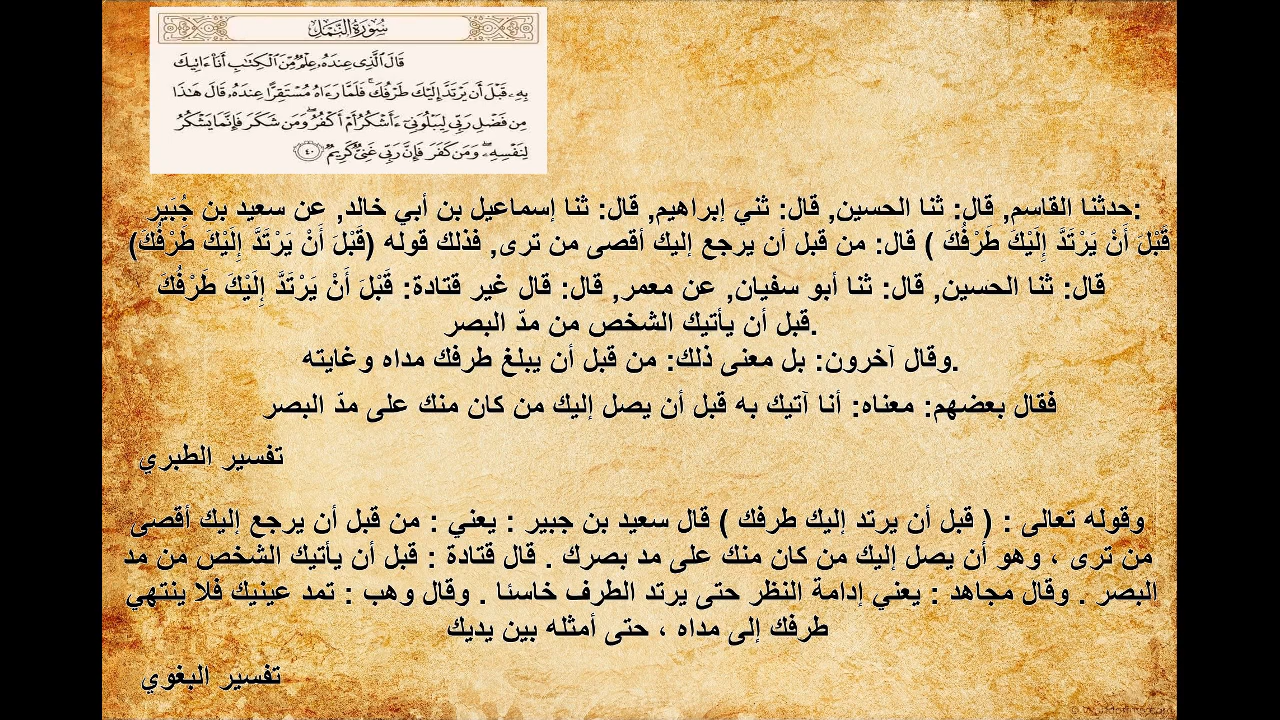 سُورَةُ النَّمْلِ
قَالَ ٱلَّذِى عِندَهُۥ عِلْمٌ مِّنَ ٱلْكِتَٰبِ أَنَا۠ ءَاتِيكَ
بِهِۦ قَبْلَ أَن يَرْتَدَّ إِلَيْكَ طَرْفُكَ ۚ فَلَمَّا رَءَاهُ مُسْتَقِرًّا عِندَهُۥ قَالَ هَٰذَا
مِن فَضْلِ رَبِّى لِيَبْلُوَنِىٓ ءَأَشْكُرُ أَمْ أَكْفُرُ ۖ وَمَن شَكَرَ فَإِنَّمَا يَشْكُرُ
لِنَفْسِهِۦ ۖ وَمَن كَفَرَ فَإِنَّ رَبِّى غَنِىٌّ كَرِيمٌ ٤٠
حدثنا القاسم, قال: ثنا الحسين, قال: ثني إبراهيم, قال: ثنا إسماعيل بن أبي خالد, عن سعيد بن جُبَير:
قَبْلَ أَنْ يَرْتَدَّ إِلَيْكَ طَرْفُكَ ) قال: من قبل أن يرجع إليك أقصى من ترى, فذلك قوله (قَبْلَ أَنْ يَرْتَدَّ إِلَيْكَ طَرْفُكَ)
قال: ثنا الحسين, قال: ثنا أبو سفيان, عن معمر, قال: قال غير قتادة: قَبْلَ أَنْ يَرْتَدَّ إِلَيْكَ طَرْفُكَ
قبل أن يأتيك الشخص من مدّ البصر.
وقال آخرون: بل معنى ذلك: من قبل أن يبلغ طرفك مداه وغايته.
فقال بعضهم: معناه: أنا آتيك به قبل أن يصل إليك من كان منك على مدّ البصر
تفسير الطبري
وقوله تعالى : ( قبل أن يرتد إليك طرفك ) قال سعيد بن جبير : يعني : من قبل أن يرجع إليك أقصى
من ترى ، وهو أن يصل إليك من كان منك على مد بصرك . قال قتادة : قبل أن يأتيك الشخص من مد
البصر . وقال مجاهد : يعني إدامة النظر حتى يرتد الطرف خاسئا . وقال وهب : تمد عينيك فلا ينتهي
طرفك إلى مداه ، حتى أمثله بين يديك
تفسير البغوي